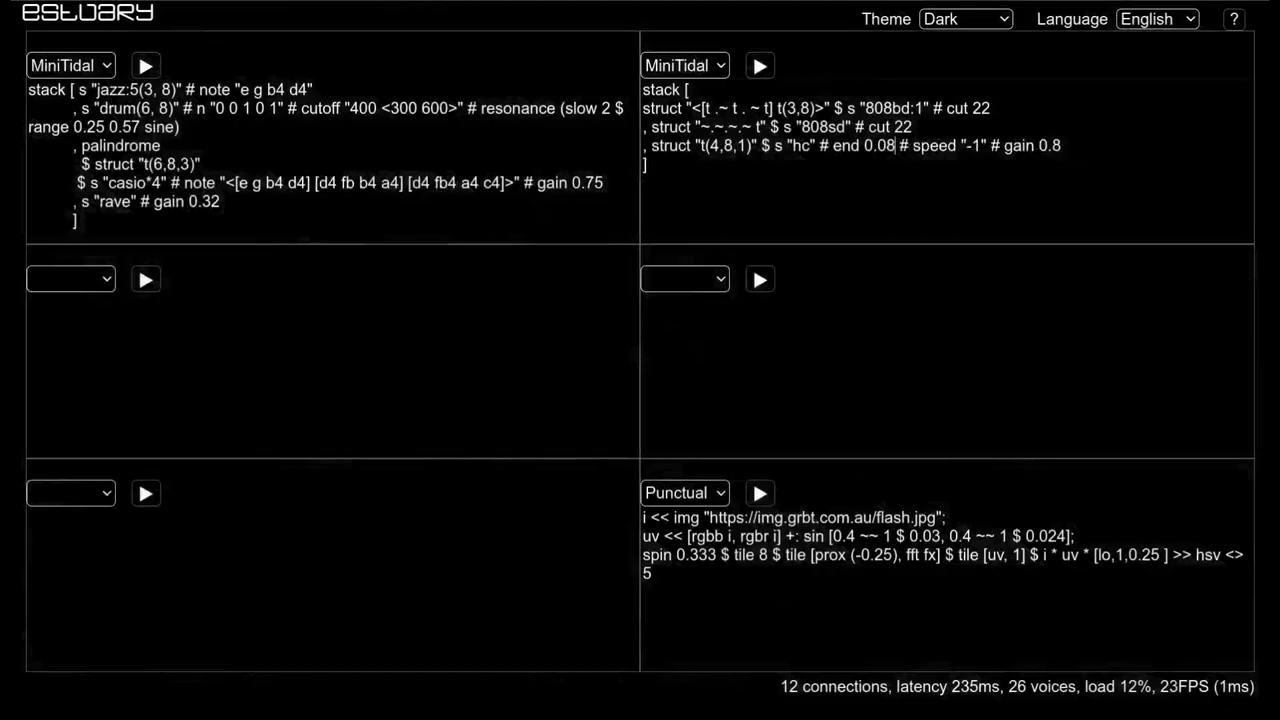 estuary
Theme Dark Language English ?
MiniTidal
stack [ s "jazz:5(3, 8)" # note "e g b4 d4"
, s "drum(6, 8)" # n "0 0 1 0 1" # cutoff "400 <300 600>" # resonance (slow 2 $
range 0.25 0.57 sine)
, palindrome
$ struct "t(6,8,3)"
$ s "casio*4" # note "<[e g b4 d4] [d4 fb b4 a4] [d4 fb4 a4 c4]>" # gain 0.75
, s "rave" # gain 0.32
]
MiniTidal
stack [
struct "<[t .~ t . ~ t] t(3,8)>" $ s "808bd:1" # cut 22
, struct "~.~.~.~ t" $ s "808sd" # cut 22
, struct "t(4,8,1)" $ s "hc" # end 0.08 # speed "-1" # gain 0.8
]
Punctual
i << img "https://img.grbt.com.au/flash.jpg";
uv << [rgbb i, rgbr i] +: sin [0.4 ~~ 1 $ 0.03, 0.4 ~~ 1 $ 0.024];
spin 0.333 $ tile 8 $ tile [prox (-0.25), fft fx] $ tile [uv, 1] $ i * uv * [lo,1,0.25 ] >> hsv <>
5
12 connections, latency 235ms, 26 voices, load 12%, 23FPS (1ms)